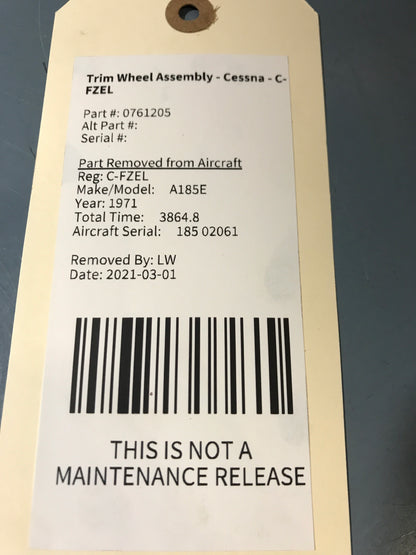 Trim Wheel Assembly - Cessna - C-
FZEL
Part #: 0761205
Alt Part #:
Serial #:
Part Removed from Aircraft
Reg: C-FZEL
Make/Model: A185E
Year: 1971
Total Time: 3864.8
Aircraft Serial: 185 02061
Removed By: LW
Date: 2021-03-01
THIS IS NOT A
MAINTENANCE RELEASE